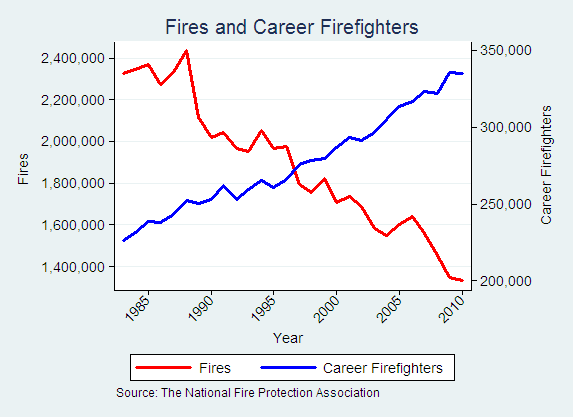 Fires and Career Firefighters
2,400,000
2,200,000
2,000,000
1,800,000
1,600,000
1,400,000
Fires
350,000
300,000
250,000
200,000
Career Firefighters
1985
1990
1995
2000
2005
2010
Year
Fires
Career Firefighters
Source: The National Fire Protection Association